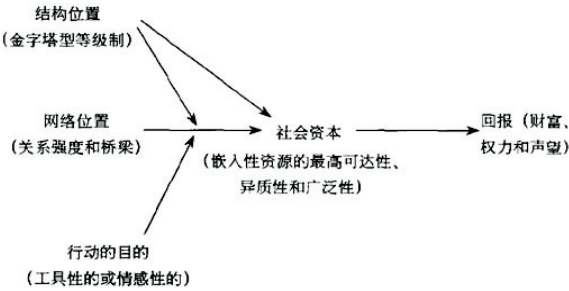 结构位置
(金字塔型等级制)
网络位置
(关系强度和桥梁)
社会资本
(嵌入性资源的最高可达性、
异质性和广泛性)
回报(财富、
权力和声望)
行动的目的
(工具性的或情感性的)